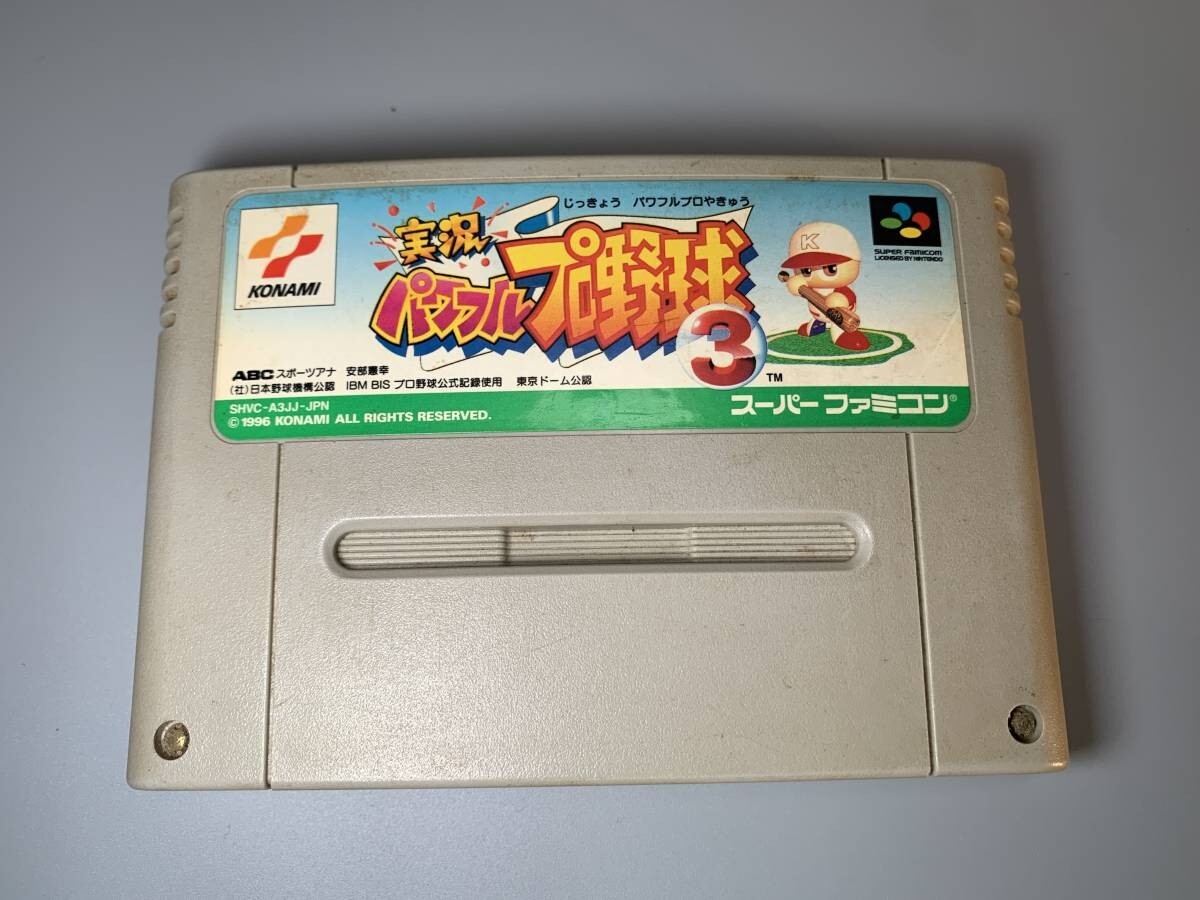 じっきょう パワフルプロやきゅう
実況
パワフル
プロ野球
3
TM
K
KONAMI
SUPER FAMICOM
LICENSED BY NINTENDO
ABC スポーツアナ 安部憲幸
(社)日本野球機構公認 IBM BIS プロ野球公式記録使用 東京ドーム公認
SHVC-A3JJ-JPN
©1996 KONAMI ALL RIGHTS RESERVED.
スーパーファミコン®